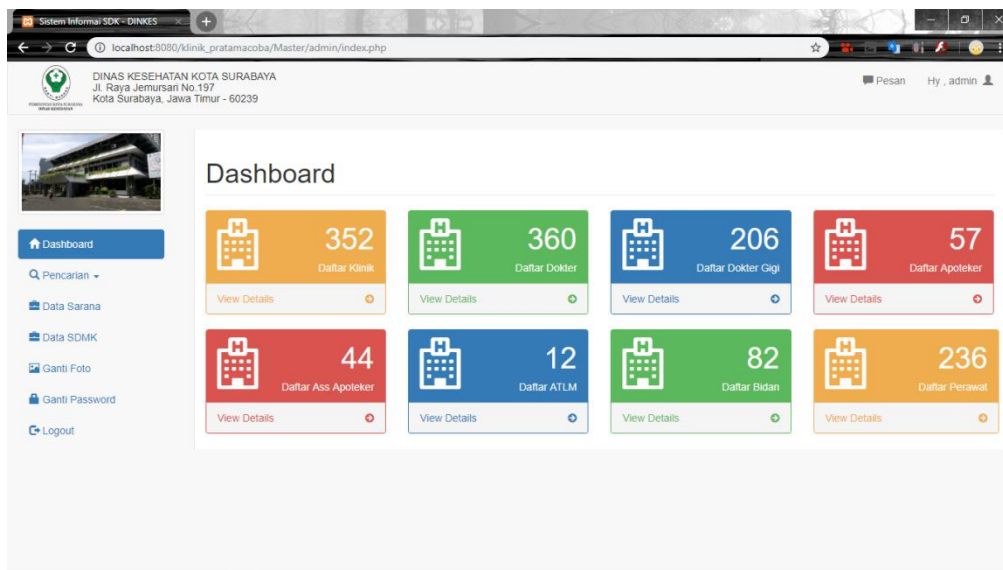 Sistem Informai SDK - DINKES
localhost:8080/klinik_pratamacoba/Master/admin/index.php
DINAS KESEHATAN KOTA SURABAYA
Jl. Raya Jemursari No.197
Kota Surabaya, Jawa Timur - 60239
Pesan
Hy , admin
Dashboard
Pencarian
Data Sarana
Data SDMK
Ganti Foto
Ganti Password
Logout
Dashboard
H
352
Daftar Klinik
View Details
H
360
Daftar Dokter
View Details
H
206
Daftar Dokter Gigi
View Details
H
57
Daftar Apoteker
View Details
H
44
Daftar Ass Apoteker
View Details
H
12
Daftar ATLM
View Details
H
82
Daftar Bidan
View Details
H
236
Daftar Perawat
View Details